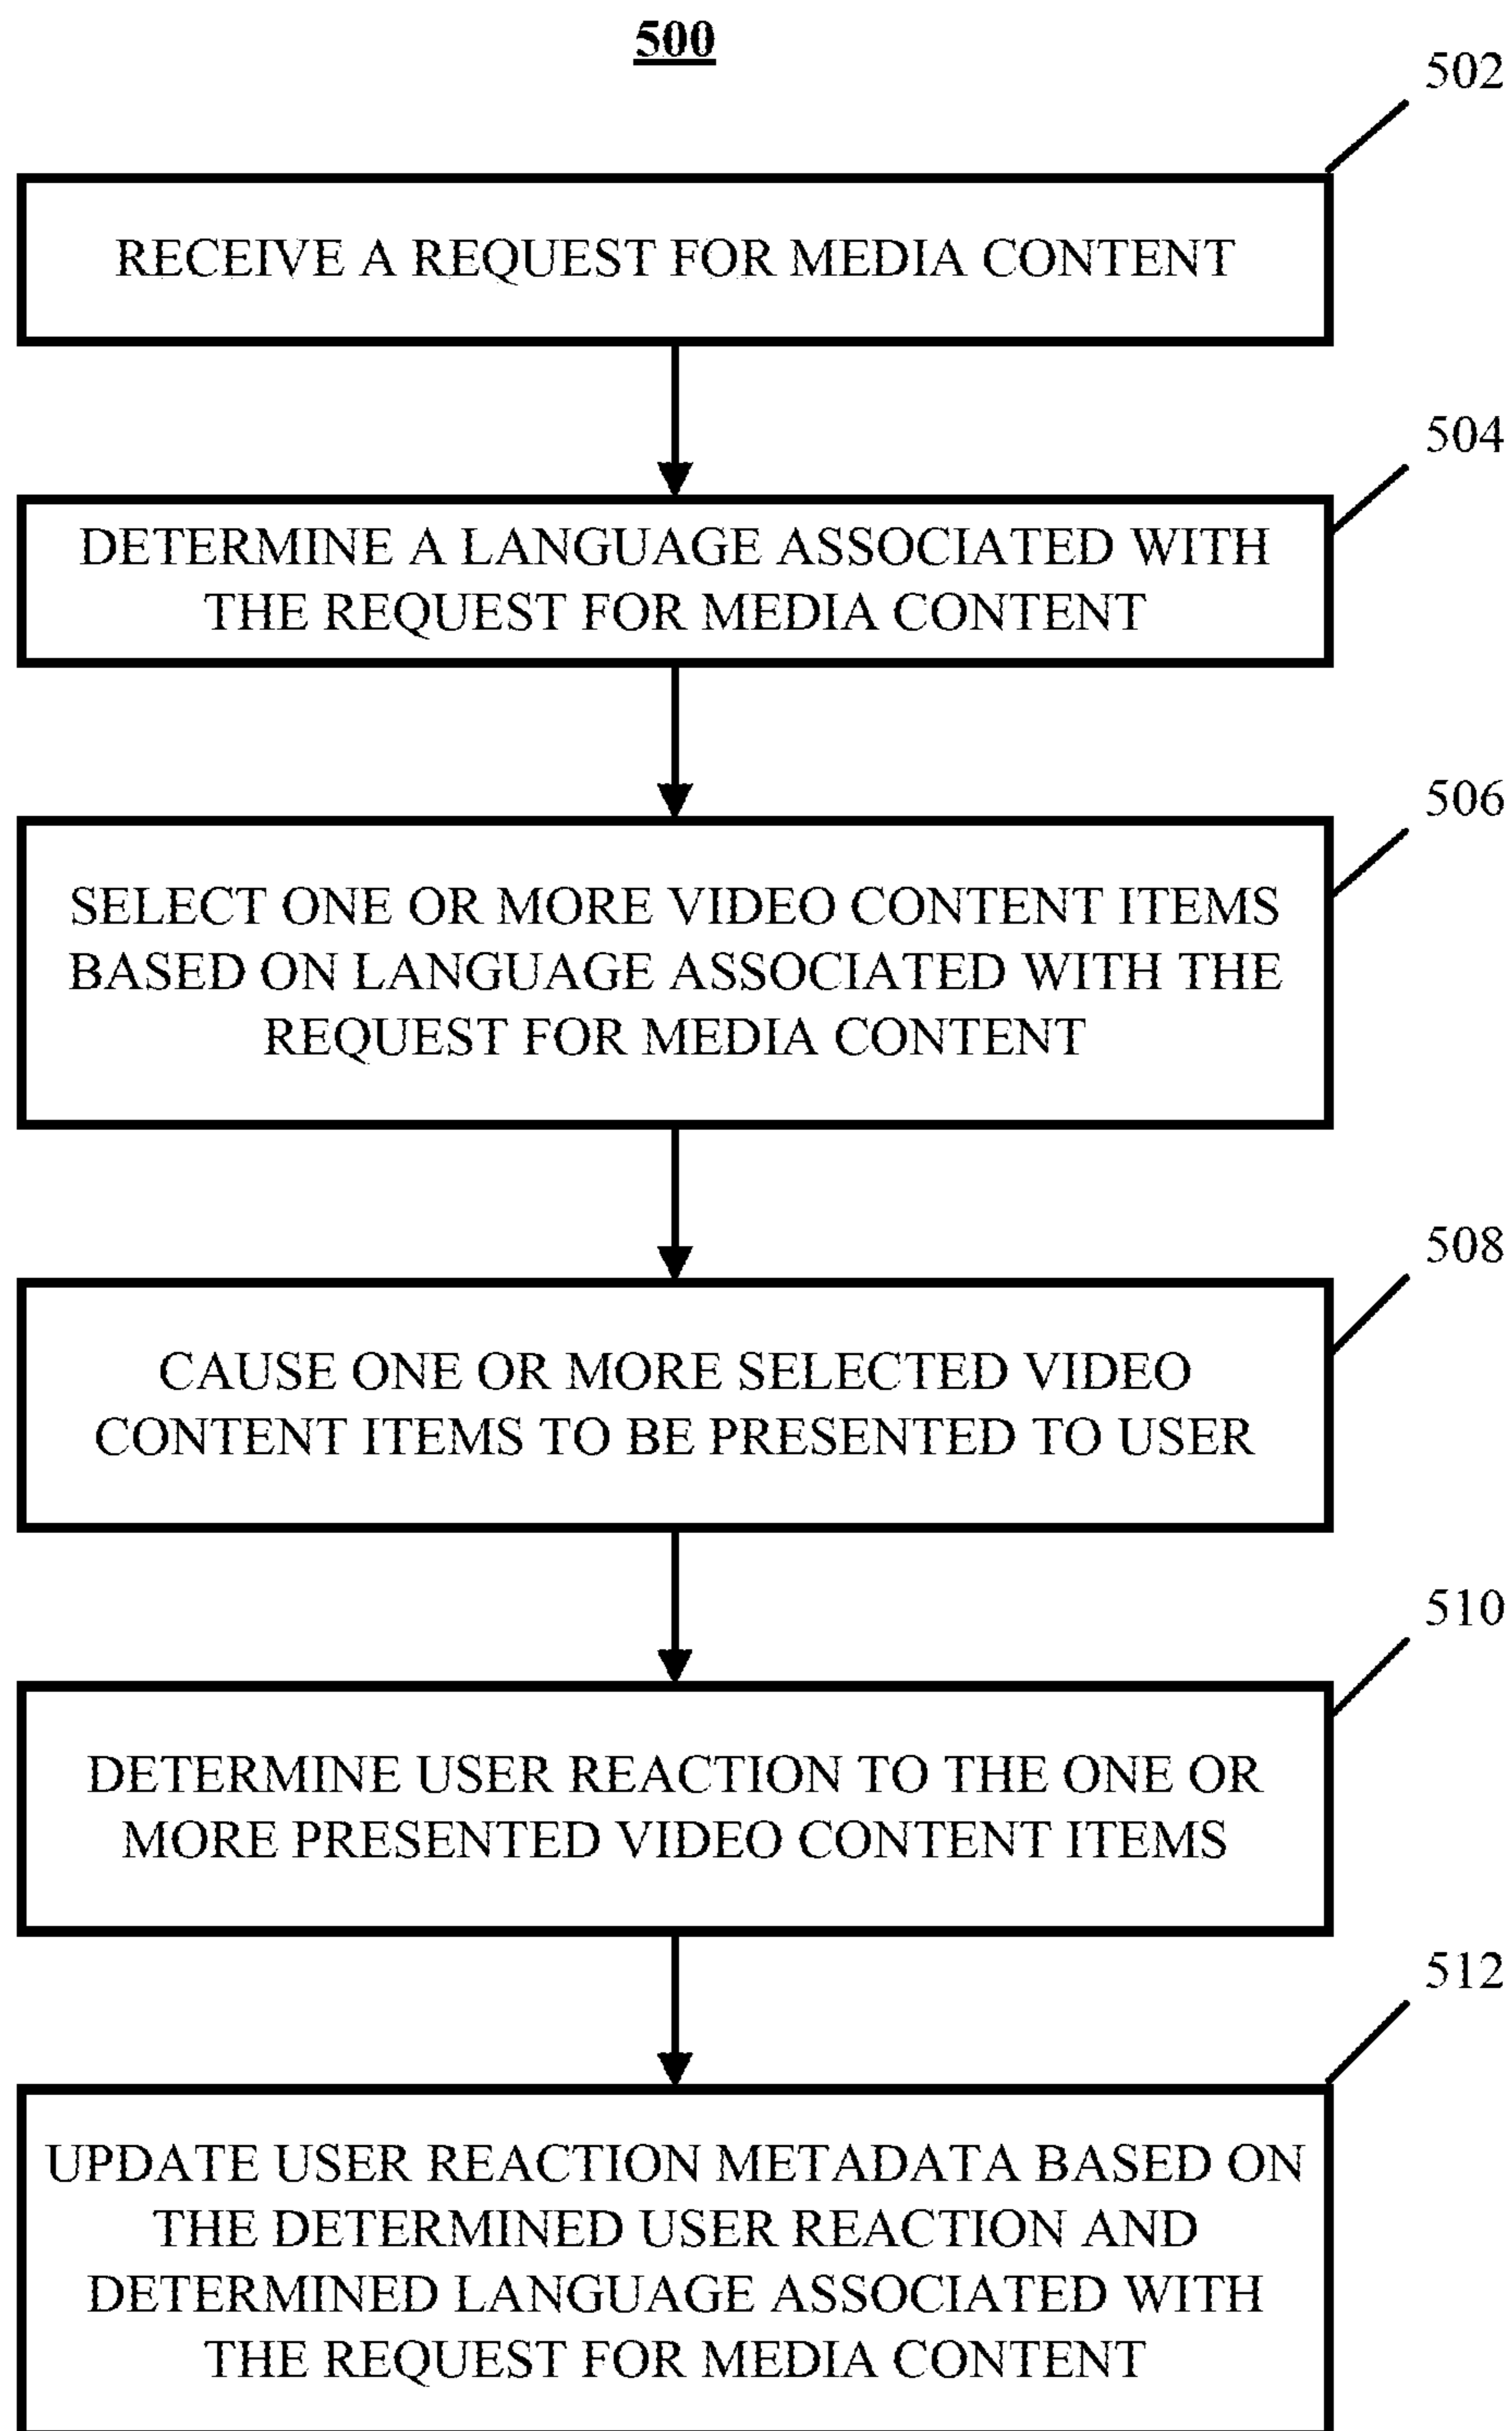 500
502
RECEIVE A REQUEST FOR MEDIA CONTENT
504
DETERMINE A LANGUAGE ASSOCIATED WITH
THE REQUEST FOR MEDIA CONTENT
506
SELECT ONE OR MORE VIDEO CONTENT ITEMS
BASED ON LANGUAGE ASSOCIATED WITH THE
REQUEST FOR MEDIA CONTENT
508
CAUSE ONE OR MORE SELECTED VIDEO
CONTENT ITEMS TO BE PRESENTED TO USER
510
DETERMINE USER REACTION TO THE ONE OR
MORE PRESENTED VIDEO CONTENT ITEMS
512
UPDATE USER REACTION METADATA BASED ON
THE DETERMINED USER REACTION AND
DETERMINED LANGUAGE ASSOCIATED WITH
THE REQUEST FOR MEDIA CONTENT